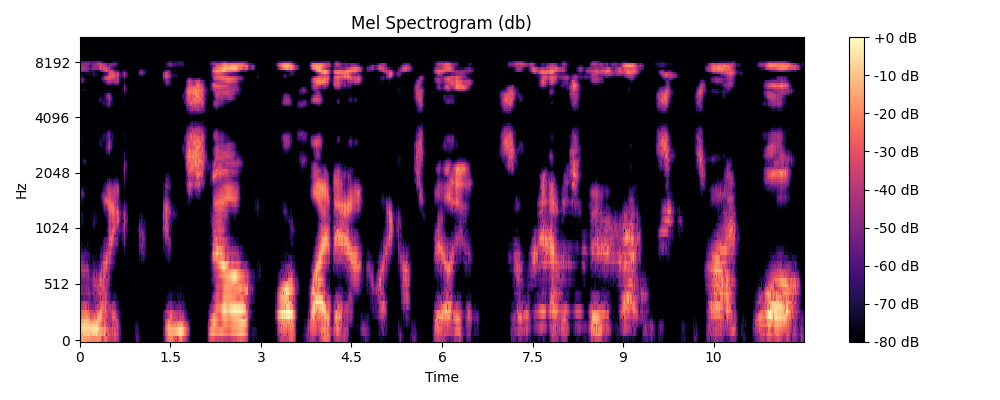 Mel Spectrogram (db)
+0 dB
8192
-10 dB
4096
-20 dB
-30 dB
Hz
2048
-40 dB
1024
-50 dB
-60 dB
512
-70 dB
0
-80 dB
0 1.5 3 4.5 6 7.5 9 10
Time